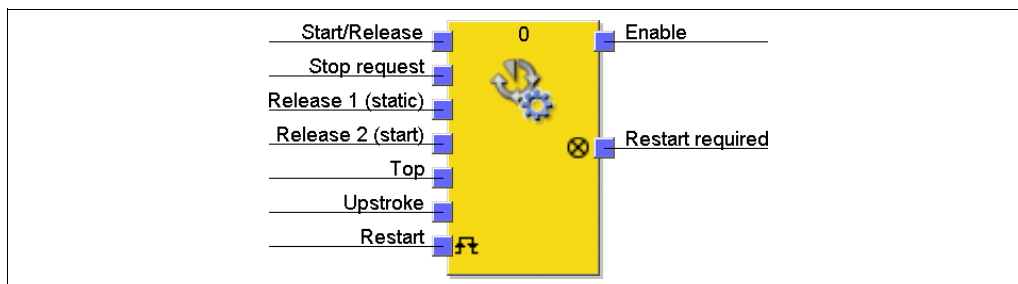 Start/Release 0 Enable
Stop request
Release 1 (static)
Release 2 (start)
Restart required
Top
Upstroke
Restart